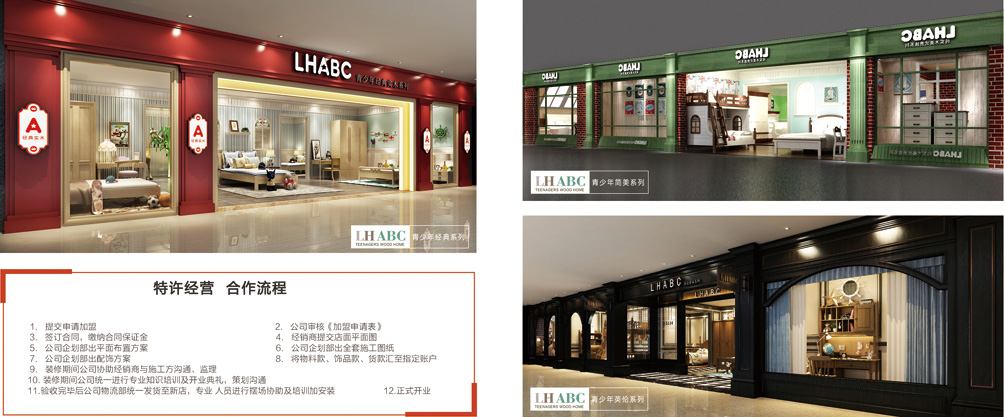 LHABC 青少年经典实木系列
A
经典实木
A
经典实木
LH ABC
TEENAGERS WOOD HOME
青少年经典系列
LHABC
LHABC
LHABC
LHABC
LHABC
LH ABC
TEENAGERS WOOD HOME
青少年简美系列
特许经营 合作流程
1. 提交申请加盟
2. 公司审核《加盟申请表》
3. 签订合同，缴纳合同保证金
4. 经销商提交店面平面图
5. 公司企划部出平面布置方案
6. 公司企划部出全套施工图纸
7. 公司企划部出配饰方案
8. 将物料款、饰品款、货款汇至指定账户
9. 装修期间公司协助经销商与施工方沟通、监理
10. 装修期间公司统一进行专业知识培训及开业典礼，策划沟通
11.验收完毕后公司物流部统一发货至新店，专业 人员进行摆场协助及培训加安装 12.正式开业
LHABC
LHABC
LH ABC
TEENAGERS WOOD HOME
青少年英伦系列